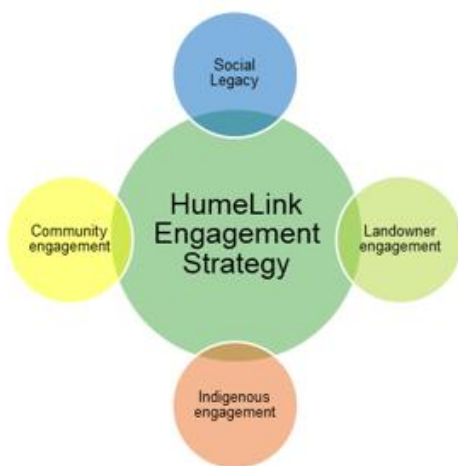 Social
Legacy
HumeLink
Engagement
Strategy
Community
engagement
Landowner
engagement
Indigenous
engagement